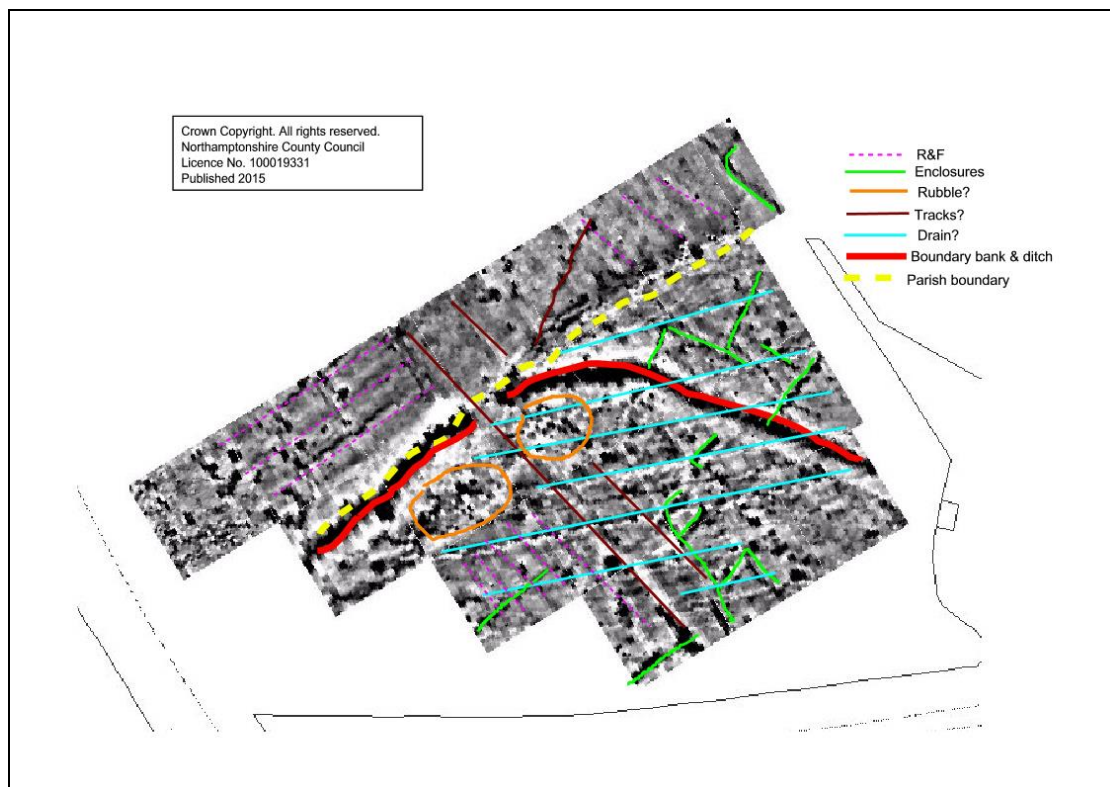 Crown Copyright. All rights reserved.
Northamptonshire County Council
Licence No. 100019331
Published 2015
R&F
Enclosures
Rubble?
Tracks?
Drain?
Boundary bank & ditch
Parish boundary